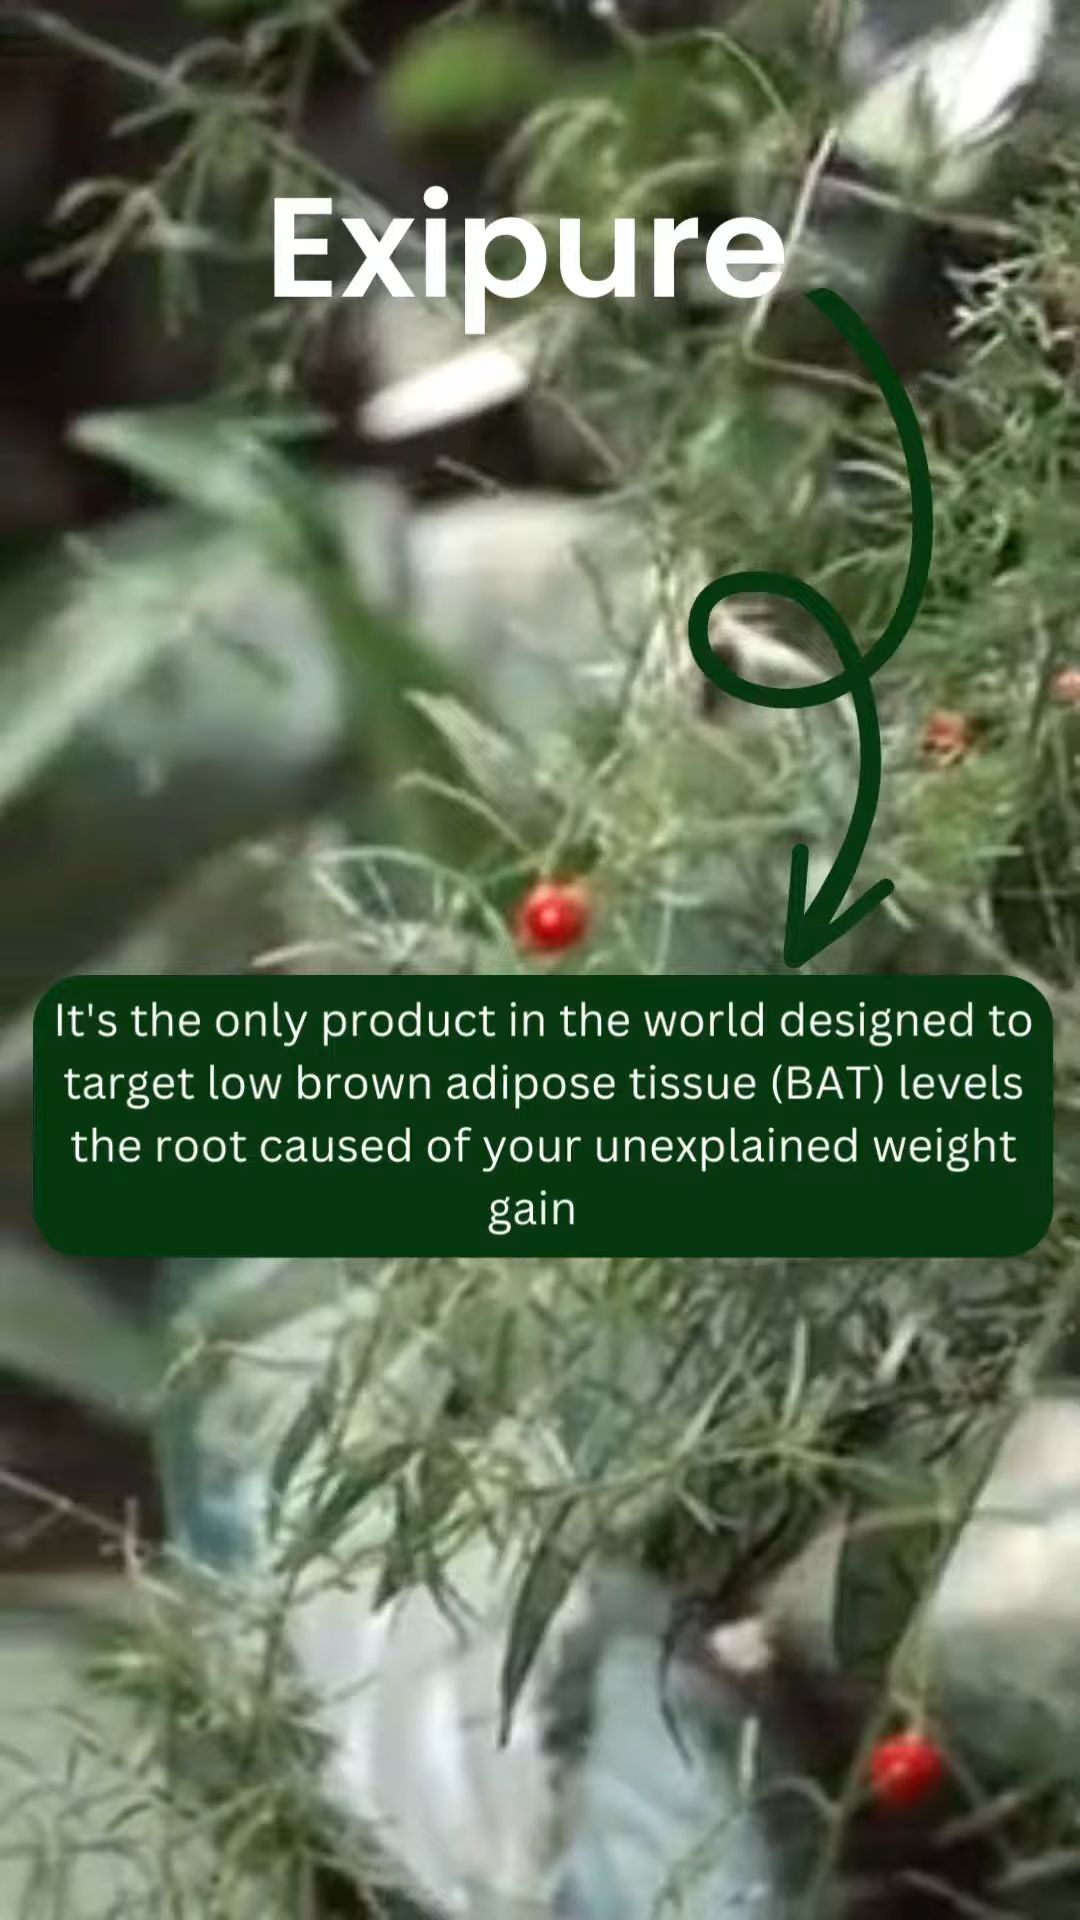 Exipure
It's the only product in the world designed to
target low brown adipose tissue (BAT) levels
the root caused of your unexplained weight
gain